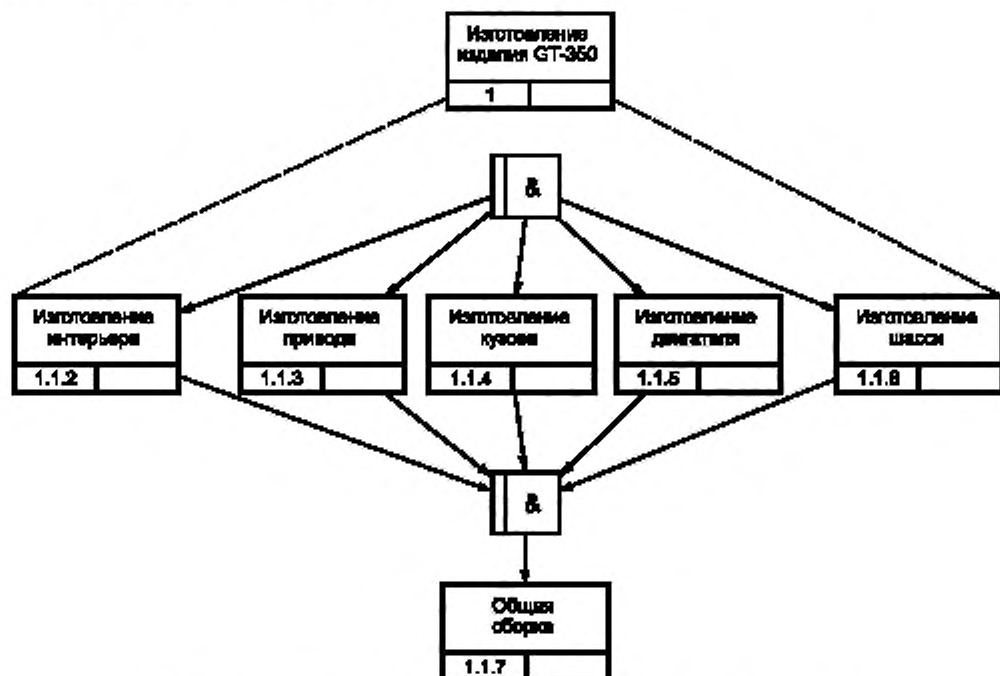 Изготовление
изделия GT-350
1
&
Изготовление
интерьера
1.1.2
Изготовление
привода
1.1.3
Изготовление
кузова
1.1.4
Изготовление
двигателя
1.1.5
Изготовление
шасси
1.1.6
&
Общая
сборка
1.1.7